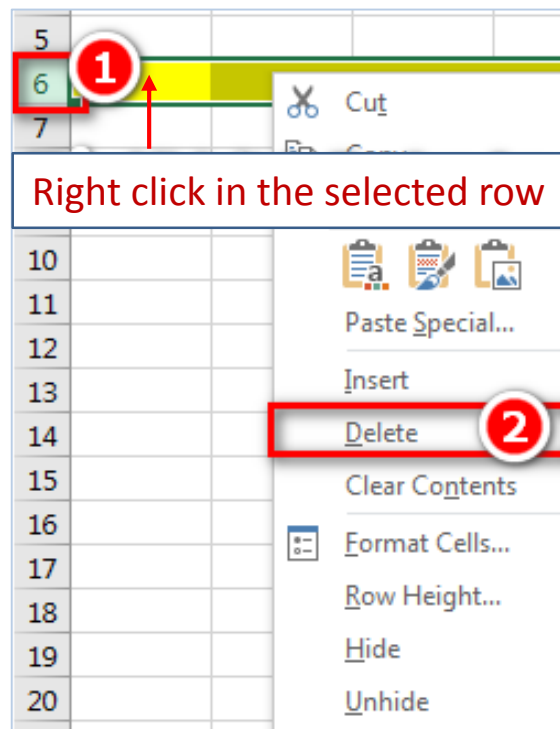 5
1
6
Cut
7
Right click in the selected row
10
11
Paste Special...
12
Insert
13
Delete
2
14
15
Clear Contents
16
Format Cells...
17
Row Height...
18
19
Hide
20
Unhide